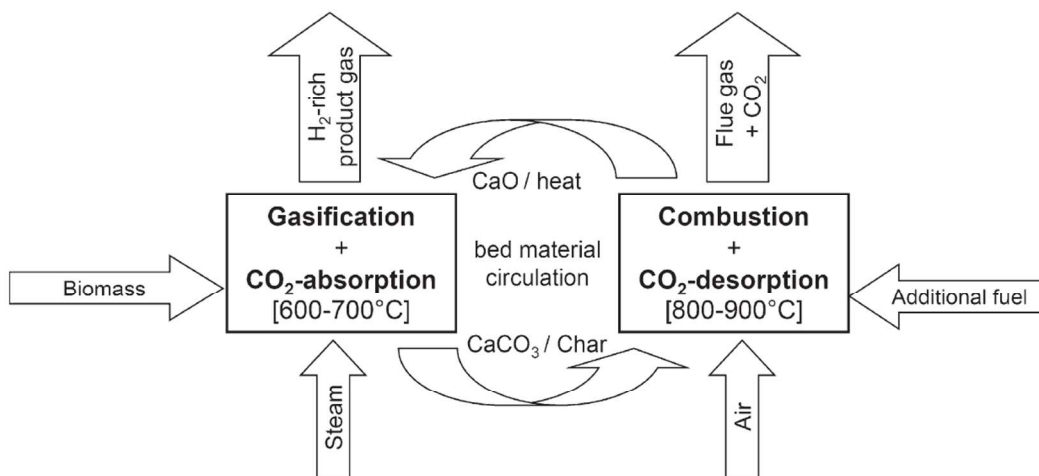 H₂-rich
product gas
Flue gas
+ CO₂
CaO / heat
Gasification
+
CO₂-absorption
[600-700°C]
bed material
circulation
Combustion
+
CO₂-desorption
[800-900°C]
Biomass
Additional fuel
CaCO₃ / Char
Steam
Air